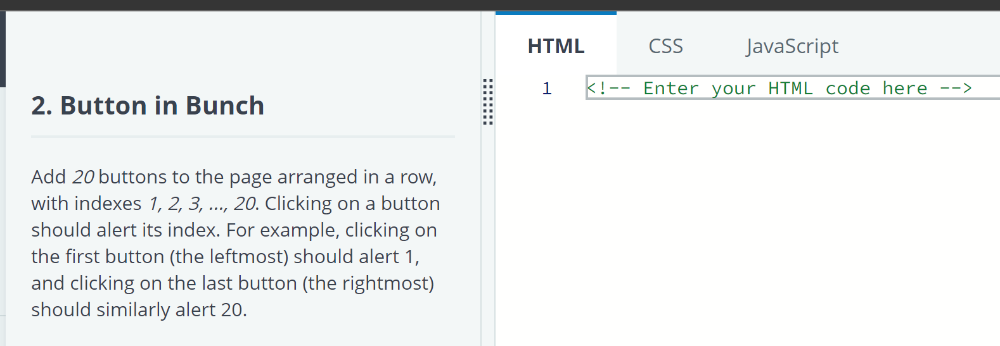 HTML CSS JavaScript
1 <!-- Enter your HTML code here -->
2. Button in Bunch
Add 20 buttons to the page arranged in a row,
with indexes 1, 2, 3, ..., 20. Clicking on a button
should alert its index. For example, clicking on
the first button (the leftmost) should alert 1,
and clicking on the last button (the rightmost)
should similarly alert 20.